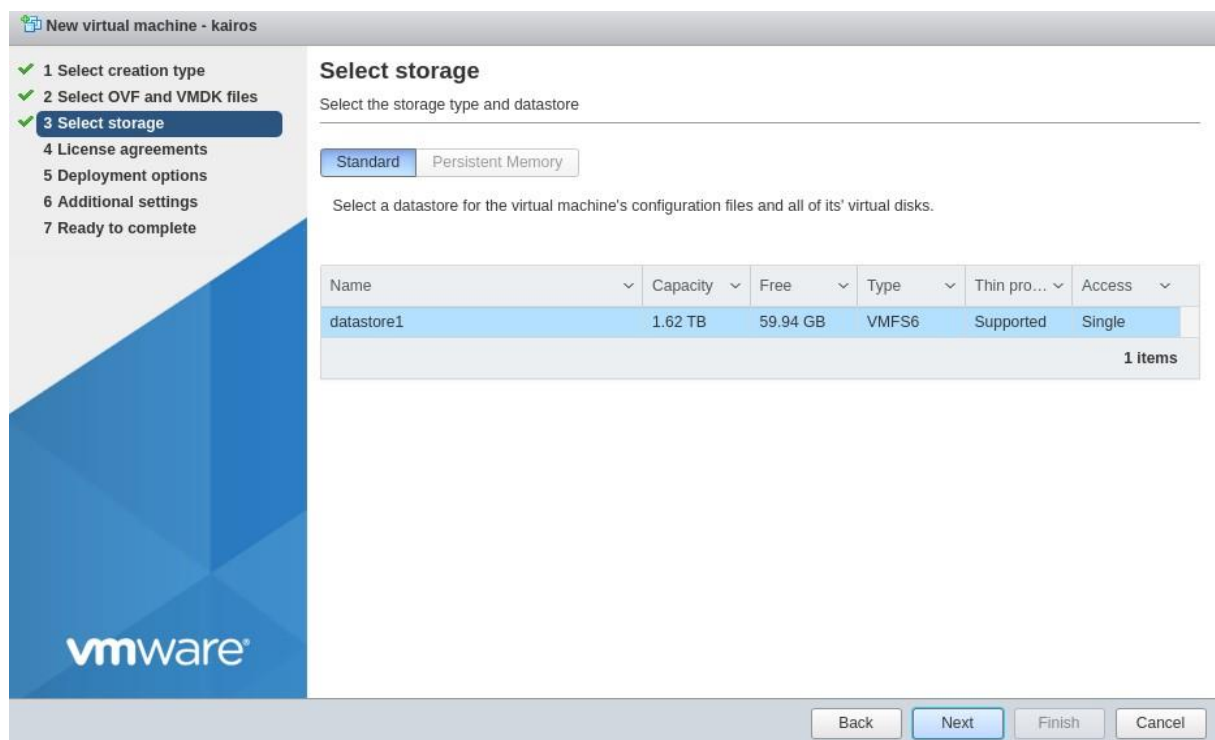 New virtual machine - kairos
1 Select creation type
2 Select OVF and VMDK files
3 Select storage
4 License agreements
5 Deployment options
6 Additional settings
7 Ready to complete
vmware®
Select storage
Select the storage type and datastore
Standard Persistent Memory
Select a datastore for the virtual machine's configuration files and all of its' virtual disks.
Name Capacity Free Type Thin pro... Access
datastore1 1.62 TB 59.94 GB VMFS6 Supported Single
1 items
Back Next Finish Cancel